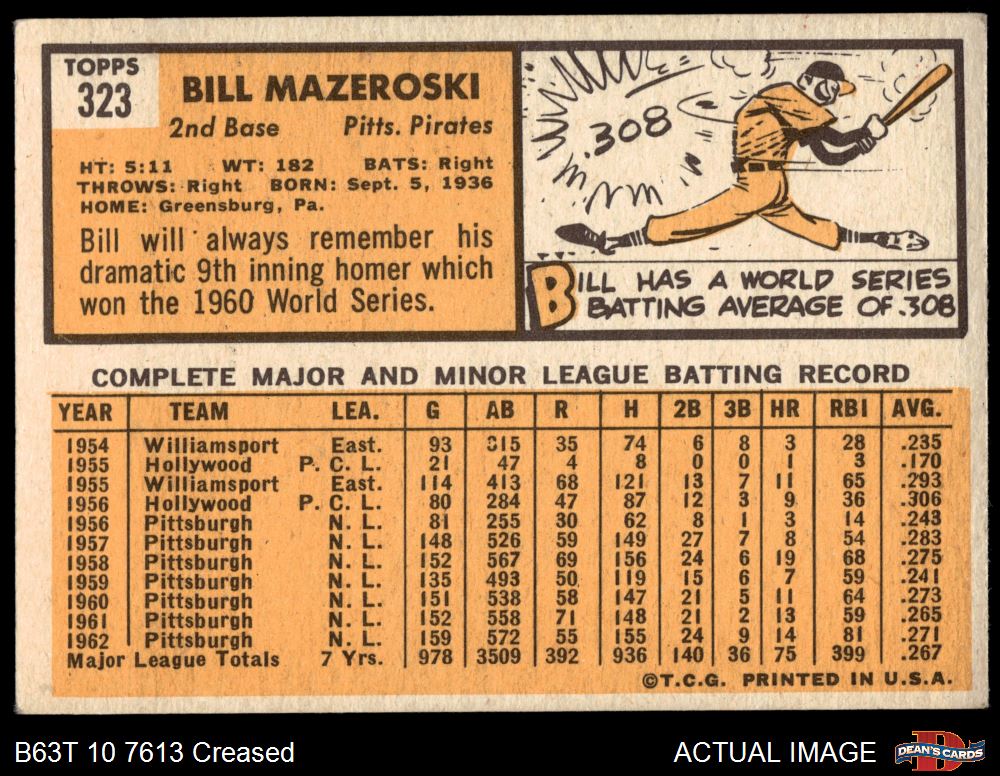 TOPPS
323
BILL MAZEROSKI
2nd Base Pitts. Pirates
HT: 5:11 WT: 182 BATS: Right
THROWS: Right BORN: Sept. 5, 1936
HOME: Greensburg, Pa.
Bill will always remember his
dramatic 9th inning homer which
won the 1960 World Series.
.308
BILL HAS A WORLD SERIES
BATTING AVERAGE OF .308
COMPLETE MAJOR AND MINOR LEAGUE BATTING RECORD
YEAR TEAM LEA. G AB R H 2B 3B HR RBI AVG.
1954 Williamsport East. 93 315 35 74 6 8 3 28 .235
1955 Hollywood P. C. L. 21 47 4 8 0 0 1 3 .170
1955 Williamsport East. 114 413 68 121 13 7 11 65 .293
1956 Hollywood P. C. L. 80 284 47 87 12 3 9 36 .306
1956 Pittsburgh N. L. 81 255 30 62 8 1 3 14 .243
1957 Pittsburgh N. L. 148 526 59 149 27 7 8 54 .283
1958 Pittsburgh N. L. 152 567 69 156 24 6 19 68 .275
1959 Pittsburgh N. L. 135 493 50 119 15 6 7 59 .241
1960 Pittsburgh N. L. 151 538 58 147 21 5 11 64 .273
1961 Pittsburgh N. L. 152 558 71 148 21 2 13 59 .265
1962 Pittsburgh N. L. 159 572 55 155 24 9 14 81 .271
Major League Totals 7 Yrs. 978 3509 392 936 140 36 75 399 .267
©T.C.G. PRINTED IN U.S.A.
B63T 10 7613 Creased
ACTUAL IMAGE
DEAN'S CARDS